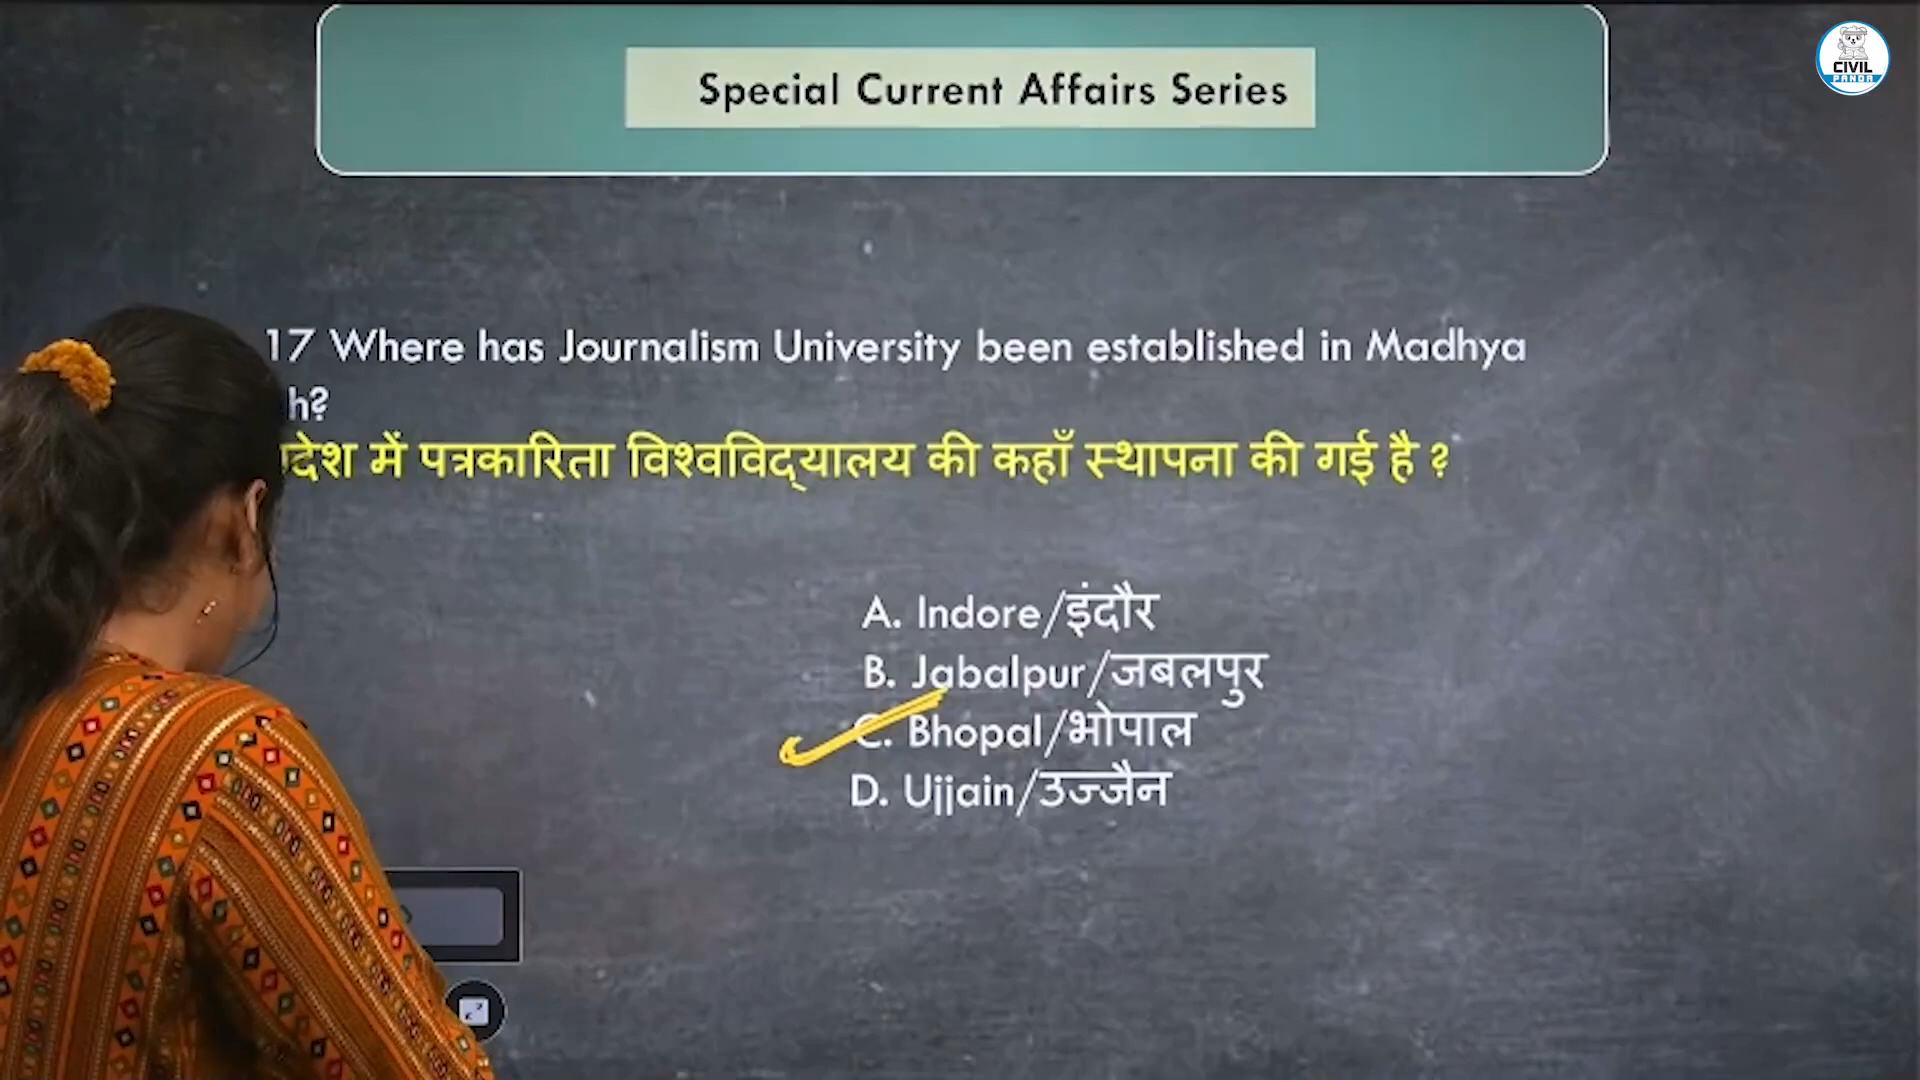 Special Current Affairs Series
CIVIL
PANDA
17 Where has Journalism University been established in Madhya
h?
में पत्रकारिता विश्वविद्यालय की कहाँ स्थापना की गई है ?
A. Indore/इंदौर
B. Jabalpur/जबलपुर
C. Bhopal/भोपाल
D. Ujjain/उज्जैन